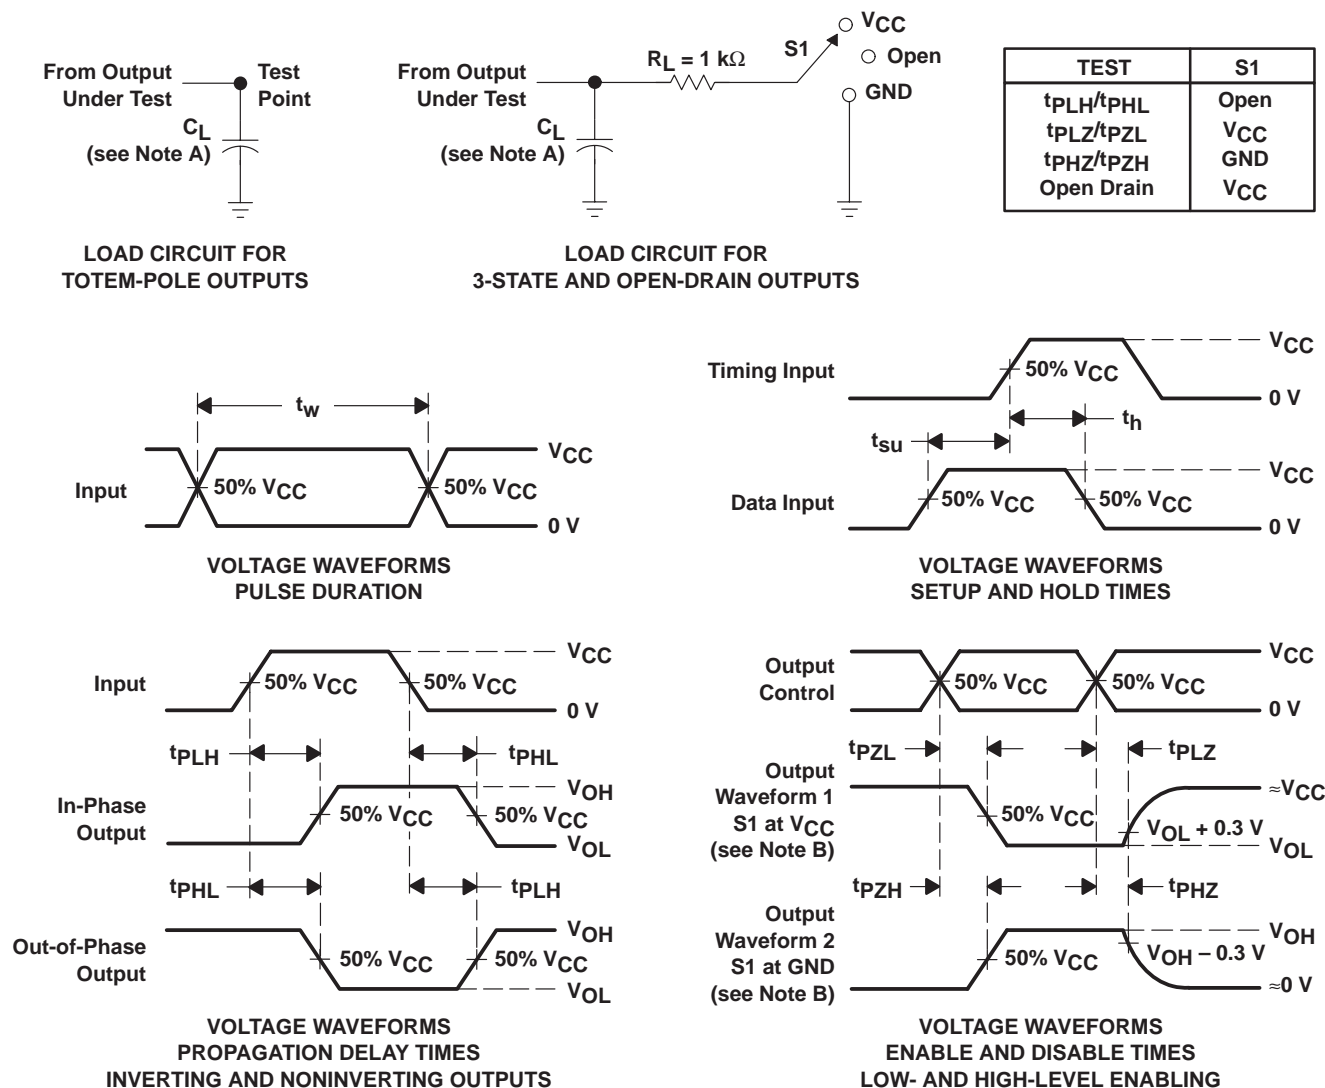 From Output
Under Test
Test
Point
CL
(see Note A)
LOAD CIRCUIT FOR
TOTEM-POLE OUTPUTS
From Output
Under Test
RL = 1 kΩ
S1
VCC
Open
GND
CL
(see Note A)
LOAD CIRCUIT FOR
3-STATE AND OPEN-DRAIN OUTPUTS
TEST S1
tPLH/tPHL Open
tPLZ/tPZL VCC
tPHZ/tPZH GND
Open Drain VCC
tw
Input
50% VCC
50% VCC
VCC
0 V
VOLTAGE WAVEFORMS
PULSE DURATION
Timing Input
50% VCC
VCC
0 V
tsu
th
Data Input
50% VCC
50% VCC
VCC
0 V
VOLTAGE WAVEFORMS
SETUP AND HOLD TIMES
Input
50% VCC
50% VCC
VCC
0 V
tPLH
tPHL
In-Phase
Output
50% VCC
50% VCC
VOH
VOL
tPHL
tPLH
Out-of-Phase
Output
50% VCC
50% VCC
VOH
VOL
VOLTAGE WAVEFORMS
PROPAGATION DELAY TIMES
INVERTING AND NONINVERTING OUTPUTS
Output
Control
50% VCC
50% VCC
VCC
0 V
tPZL
tPLZ
Output
Waveform 1
S1 at VCC
(see Note B)
50% VCC
VOL + 0.3 V
≈VCC
VOL
tPZH
tPHZ
Output
Waveform 2
S1 at GND
(see Note B)
50% VCC
VOH − 0.3 V
VOH
≈0 V
VOLTAGE WAVEFORMS
ENABLE AND DISABLE TIMES
LOW- AND HIGH-LEVEL ENABLING